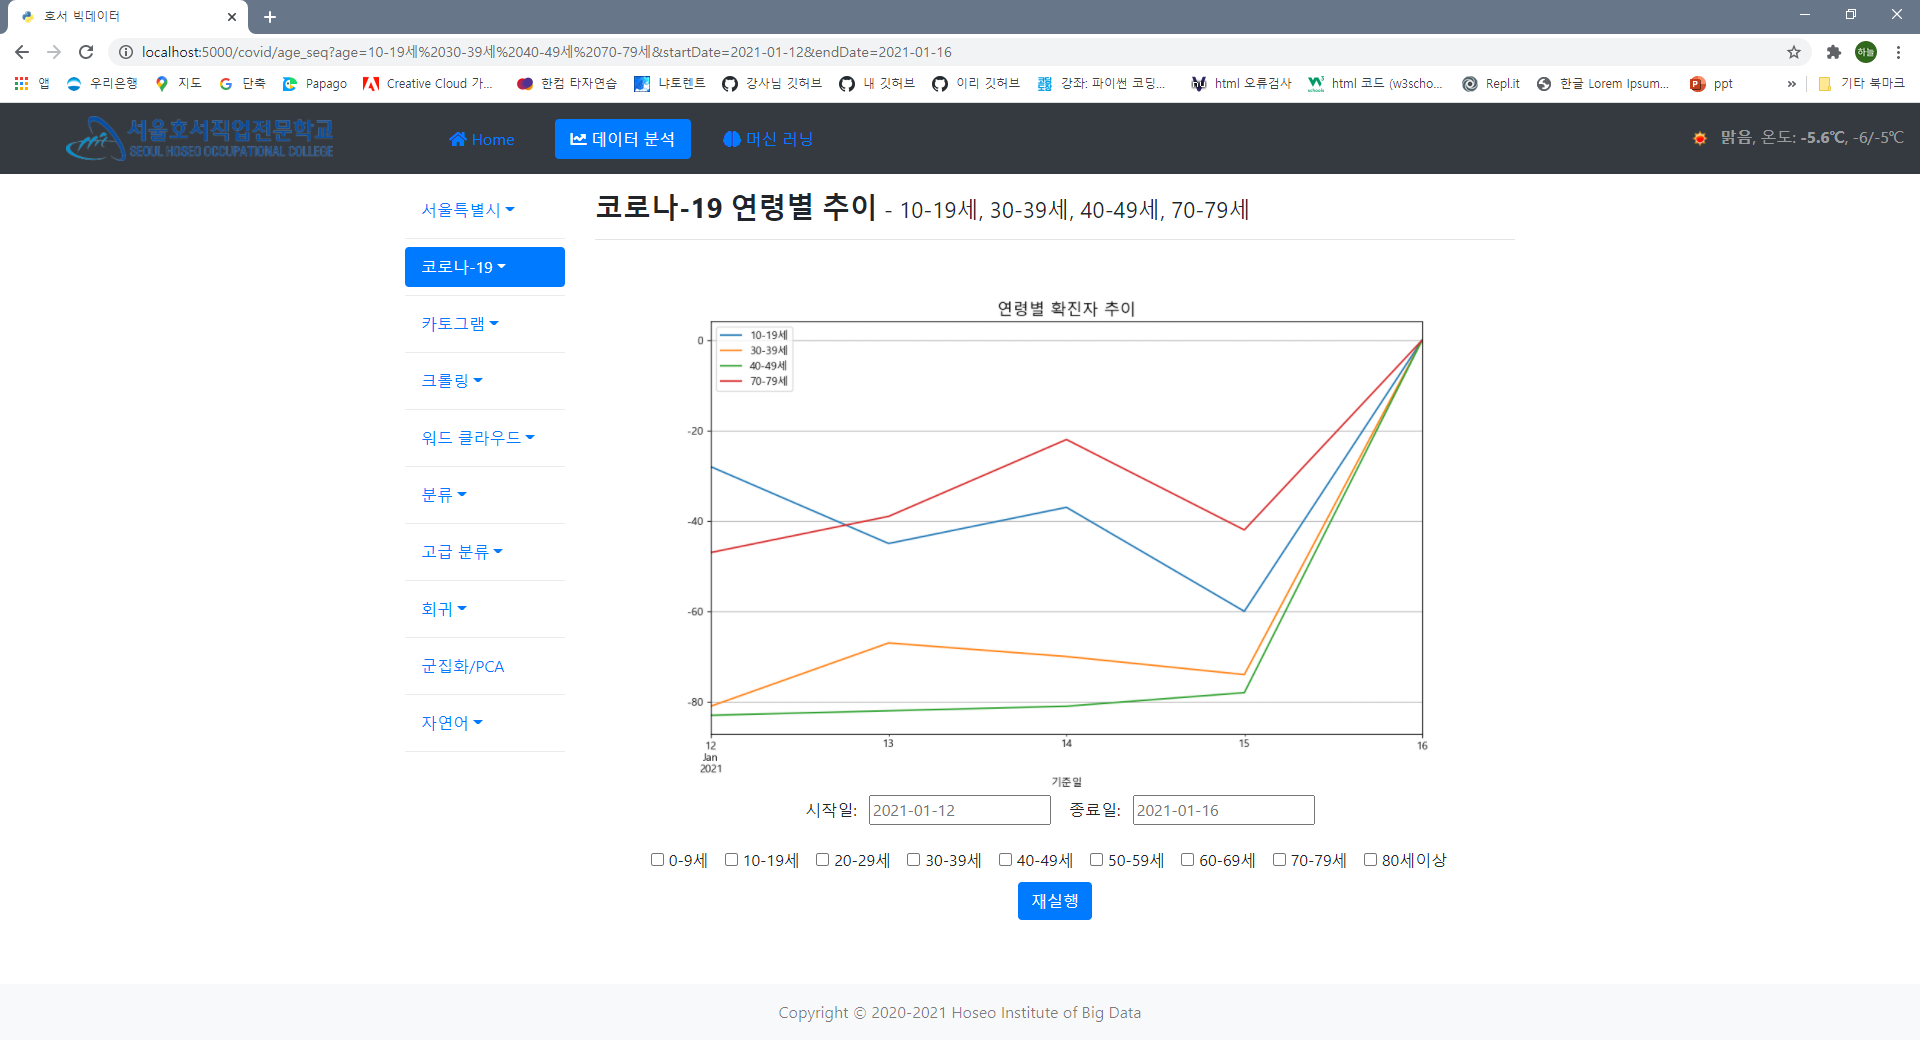 호서 빅데이터
localhost:5000/covid/age_seq?age=10-19세%2030-39세%2040-49세%2070-79세&startDate=2021-01-12&endDate=2021-01-16
하늘
앱 우리은행 지도 단축 Papago Creative Cloud 가... 한컴 타자연습 냐토렌트 강사님 깃허브 내 깃허브 이리 깃허브 강좌: 파이썬 코딩... html 오류검사 html 코드 (w3scho... Repl.it 한글 Lorem Ipsum... ppt » 기타 북마크
서울호서직업전문학교
SEOUL HOSEO OCCUPATIONAL COLLEGE
Home 데이터 분석 머신 러닝 맑음, 온도: -5.6℃, -6/-5℃
서울특별시
코로나-19
카토그램
크롤링
워드 클라우드
분류
고급 분류
회귀
군집화/PCA
자연어
코로나-19 연령별 추이 - 10-19세, 30-39세, 40-49세, 70-79세
연령별 확진자 추이
10-19세
30-39세
40-49세
70-79세
0
-20
-40
-60
-80
12 13 14 15 16
Jan
2021
기준일
시작일: 2021-01-12 종료일: 2021-01-16
0-9세 10-19세 20-29세 30-39세 40-49세 50-59세 60-69세 70-79세 80세이상
재실행
Copyright © 2020-2021 Hoseo Institute of Big Data